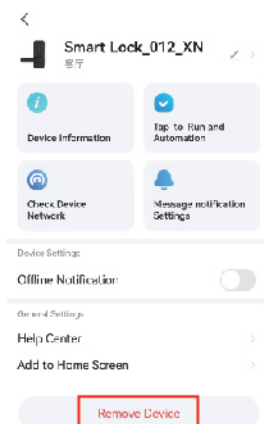 Smart Lock_012_XN
客厅
Device Information
Tap-to-Run and
Automation
Check Device
Network
Message notification
Settings
Device Settings
Offline Notification
General Settings
Help Center
Add to Home Screen
Remove Device